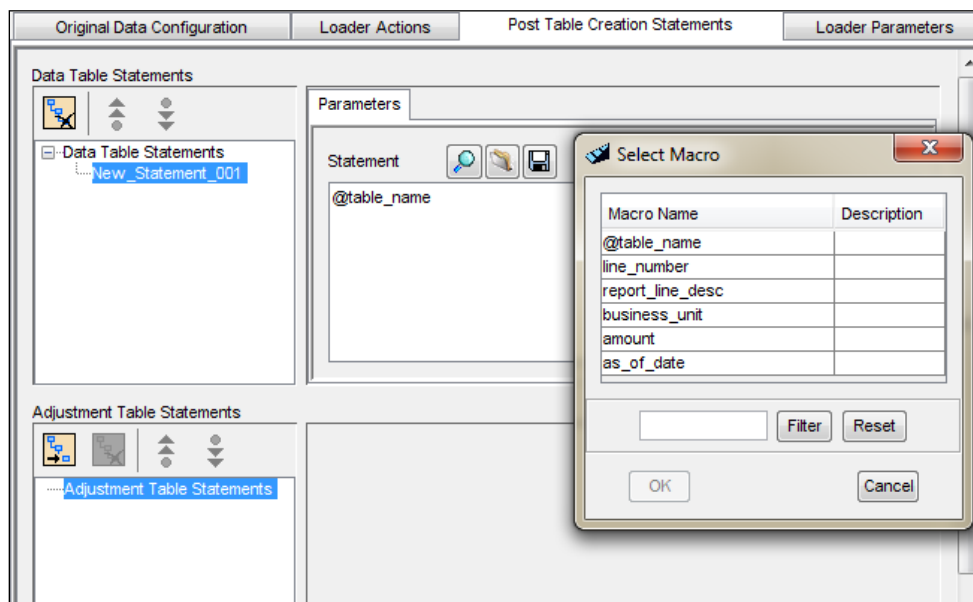 Original Data Configuration
Loader Actions
Post Table Creation Statements
Loader Parameters
Data Table Statements
Data Table Statements
New_Statement_001
Parameters
Statement
@table_name
Select Macro
Macro Name Description
@table_name
line_number
report_line_desc
business_unit
amount
as_of_date
Filter Reset
OK Cancel
Adjustment Table Statements
Adjustment Table Statements